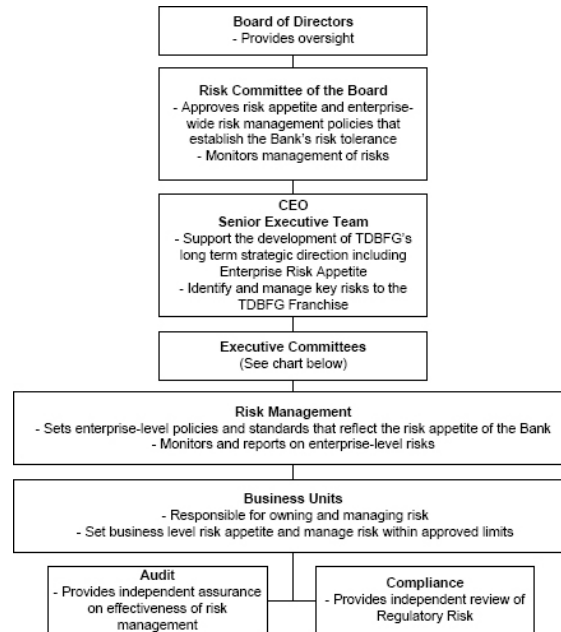 Board of Directors
- Provides oversight
Risk Committee of the Board
- Approves risk appetite and enterprise-
wide risk management policies that
establish the Bank's risk tolerance
- Monitors management of risks
CEO
Senior Executive Team
- Support the development of TDBFG's
long term strategic direction including
Enterprise Risk Appetite
- Identify and manage key risks to the
TDBFG Franchise
Executive Committees
(See chart below)
Risk Management
- Sets enterprise-level policies and standards that reflect the risk appetite of the Bank
- Monitors and reports on enterprise-level risks
Business Units
- Responsible for owning and managing risk
- Set business level risk appetite and manage risk within approved limits
Audit
- Provides independent assurance
on effectiveness of risk
management
Compliance
- Provides independent review of
Regulatory Risk